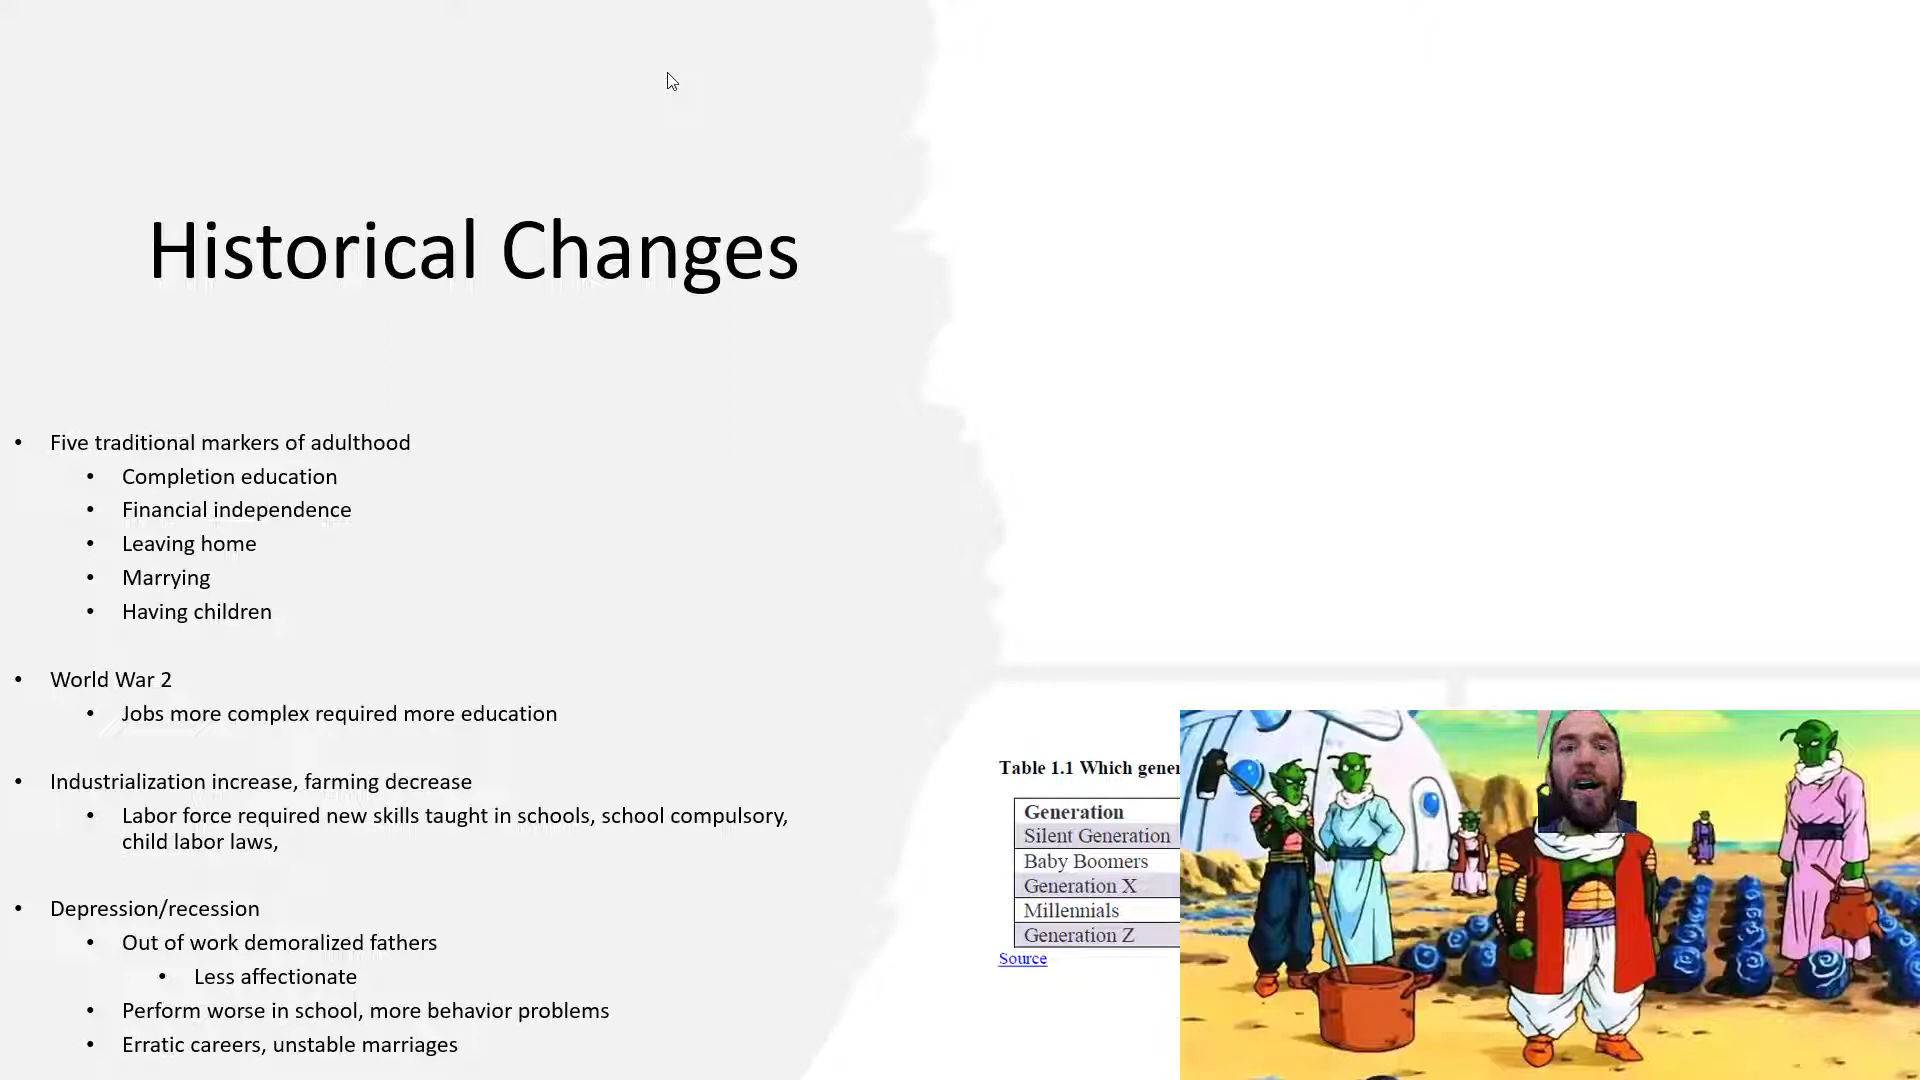 Historical Changes
• Five traditional markers of adulthood
• Completion education
• Financial independence
• Leaving home
• Marrying
• Having children
• World War 2
• Jobs more complex required more education
• Industrialization increase, farming decrease
• Labor force required new skills taught in schools, school compulsory,
child labor laws,
• Depression/recession
• Out of work demoralized fathers
• Less affectionate
• Perform worse in school, more behavior problems
• Erratic careers, unstable marriages
Table 1.1 Which
Generation
Silent Generation
Baby Boomers
Generation X
Millennials
Generation Z
Source